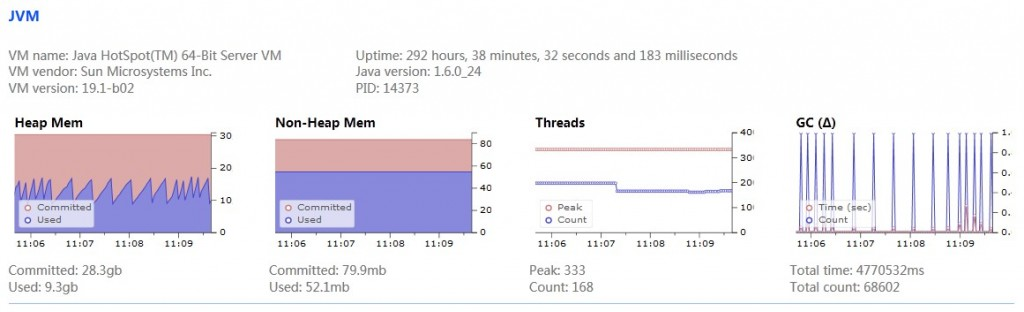 JVM
VM name: Java HotSpot(TM) 64-Bit Server VM
VM vendor: Sun Microsystems Inc.
VM version: 19.1-b02
Uptime: 292 hours, 38 minutes, 32 seconds and 183 milliseconds
Java version: 1.6.0_24
PID: 14373
Heap Mem
30
20
10
0
Committed
Used
11:06 11:07 11:08 11:09
Committed: 28.3gb
Used: 9.3gb
Non-Heap Mem
80
60
40
20
0
Committed
Used
11:06 11:07 11:08 11:09
Committed: 79.9mb
Used: 52.1mb
Threads
300
200
100
0
Peak
Count
11:06 11:07 11:08 11:09
Peak: 333
Count: 168
GC (Δ)
Time (sec)
Count
11:06 11:07 11:08 11:09
Total time: 4770532ms
Total count: 68602